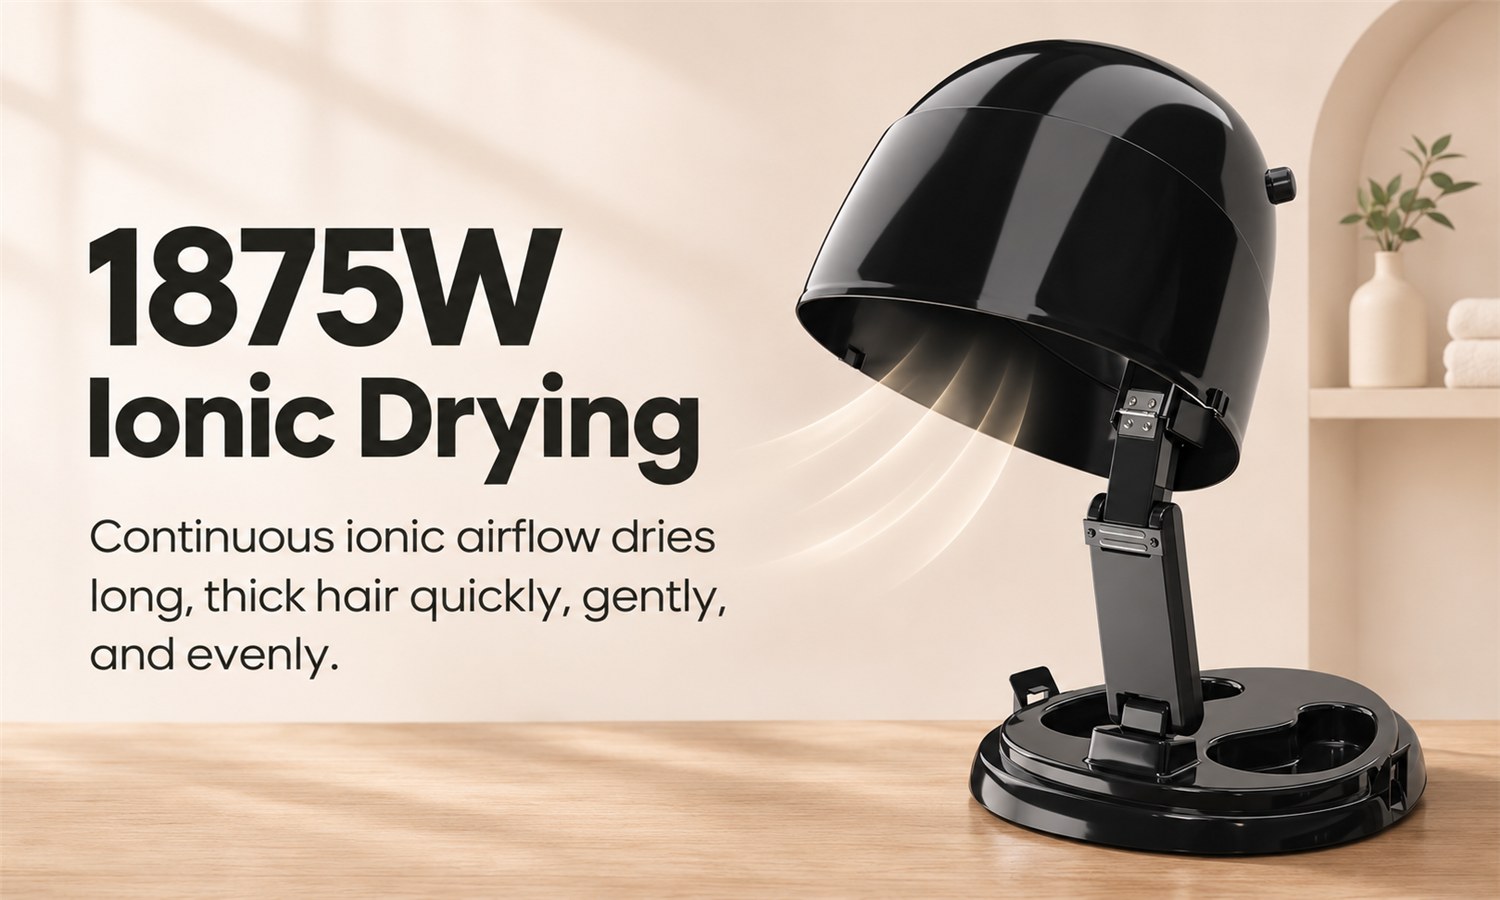 1875W
Ionic Drying
Continuous ionic airflow dries
long, thick hair quickly, gently,
and evenly.